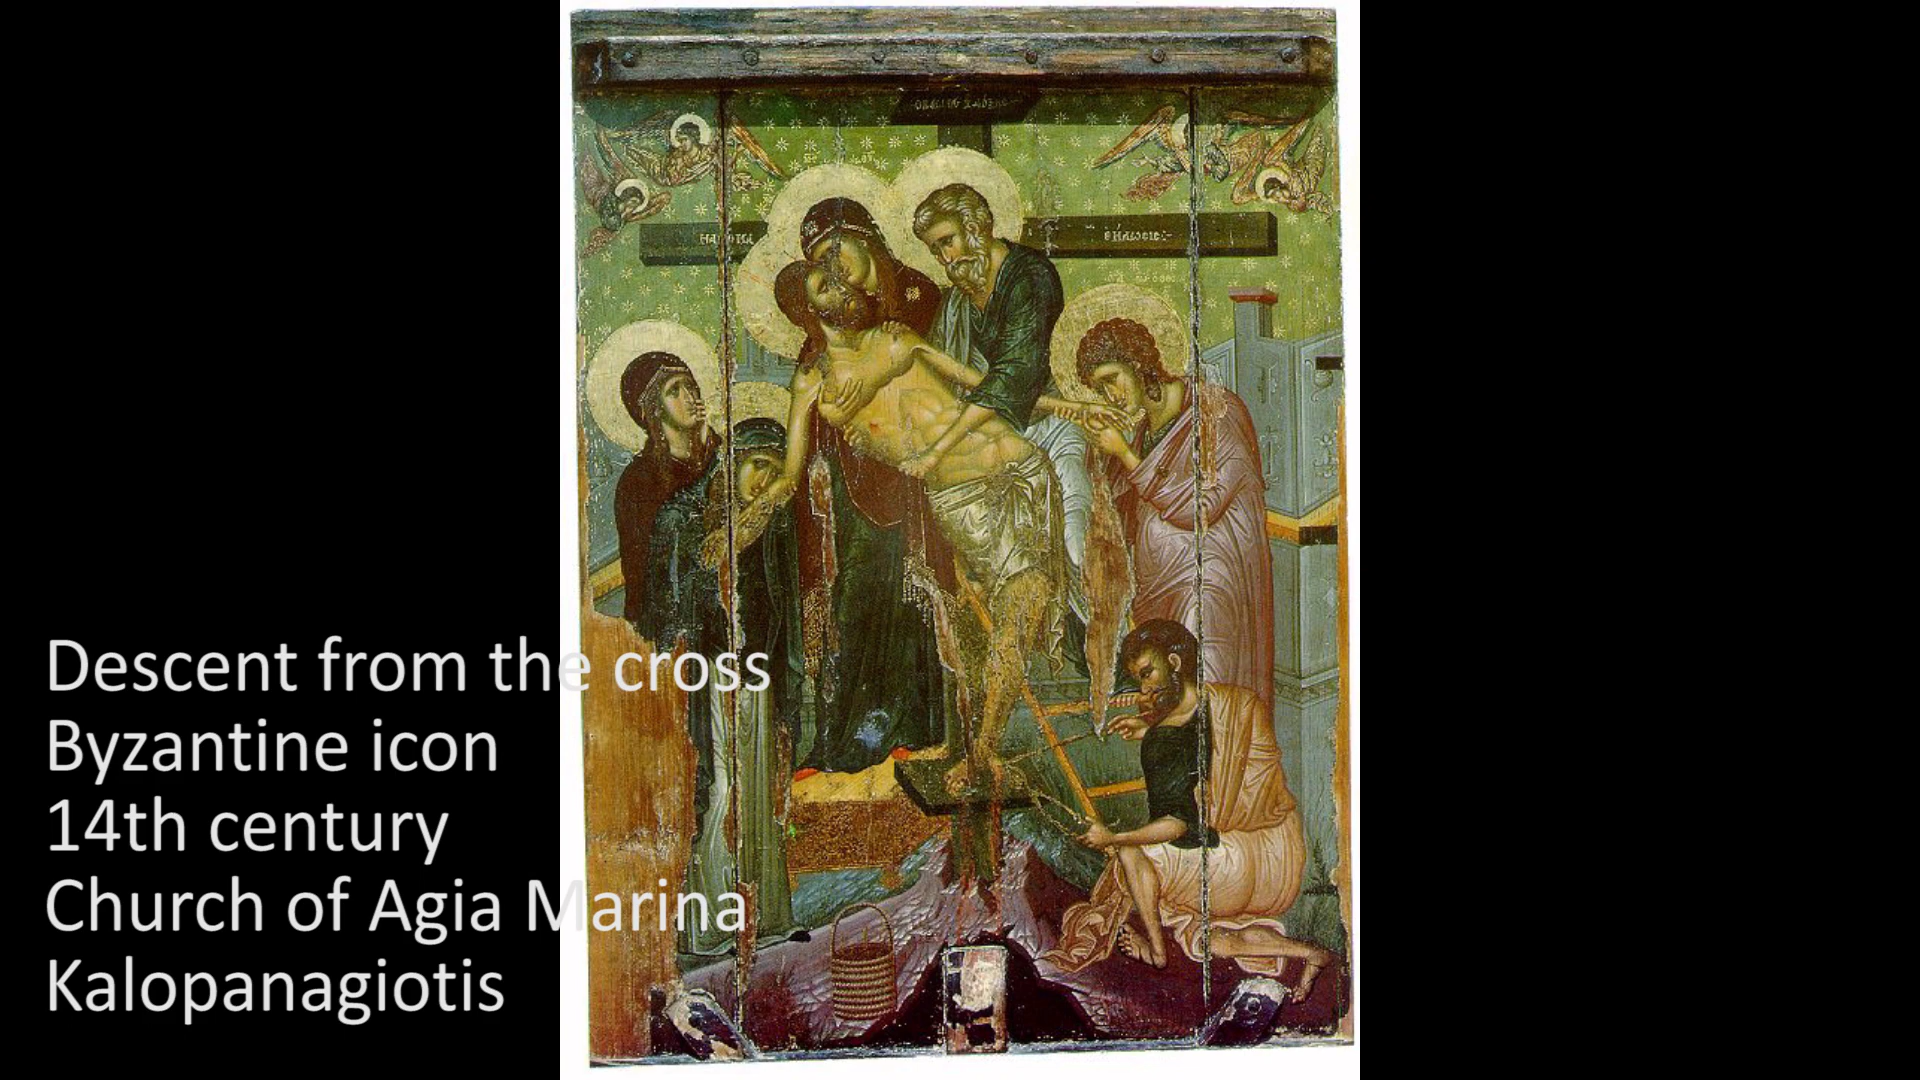 Descent from the cross
Byzantine icon
14th century
Church of Agia Marina
Kalopanagiotis